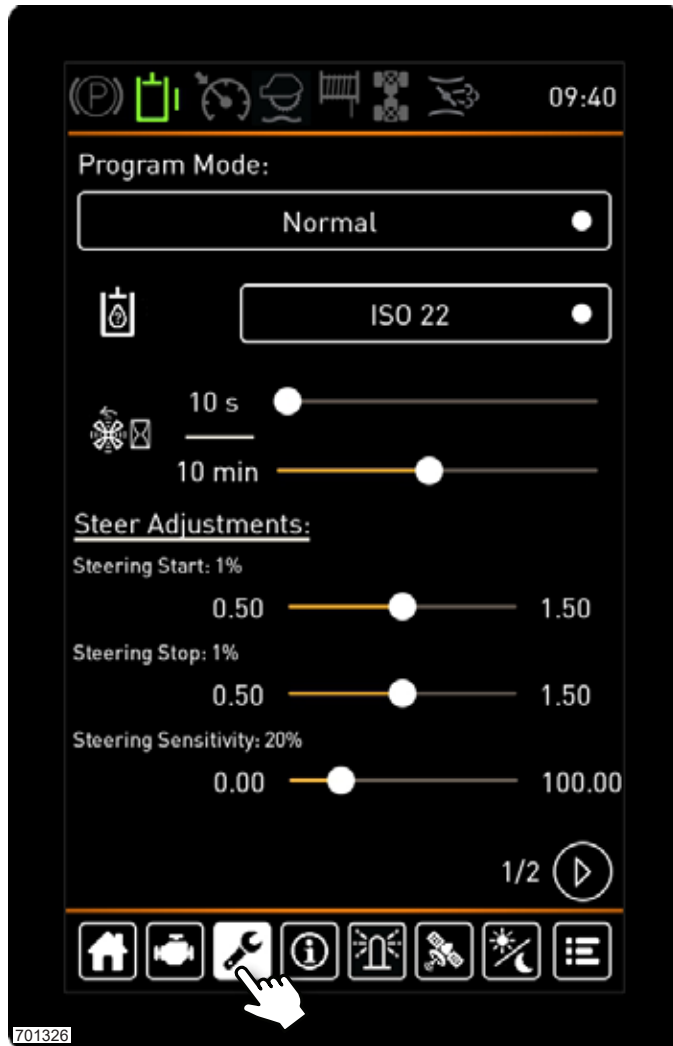 09:40
Program Mode:
Normal
ISO 22
10 s
10 min
Steer Adjustments:
Steering Start: 1%
0.50 1.50
Steering Stop: 1%
0.50 1.50
Steering Sensitivity: 20%
0.00 100.00
1/2
701326